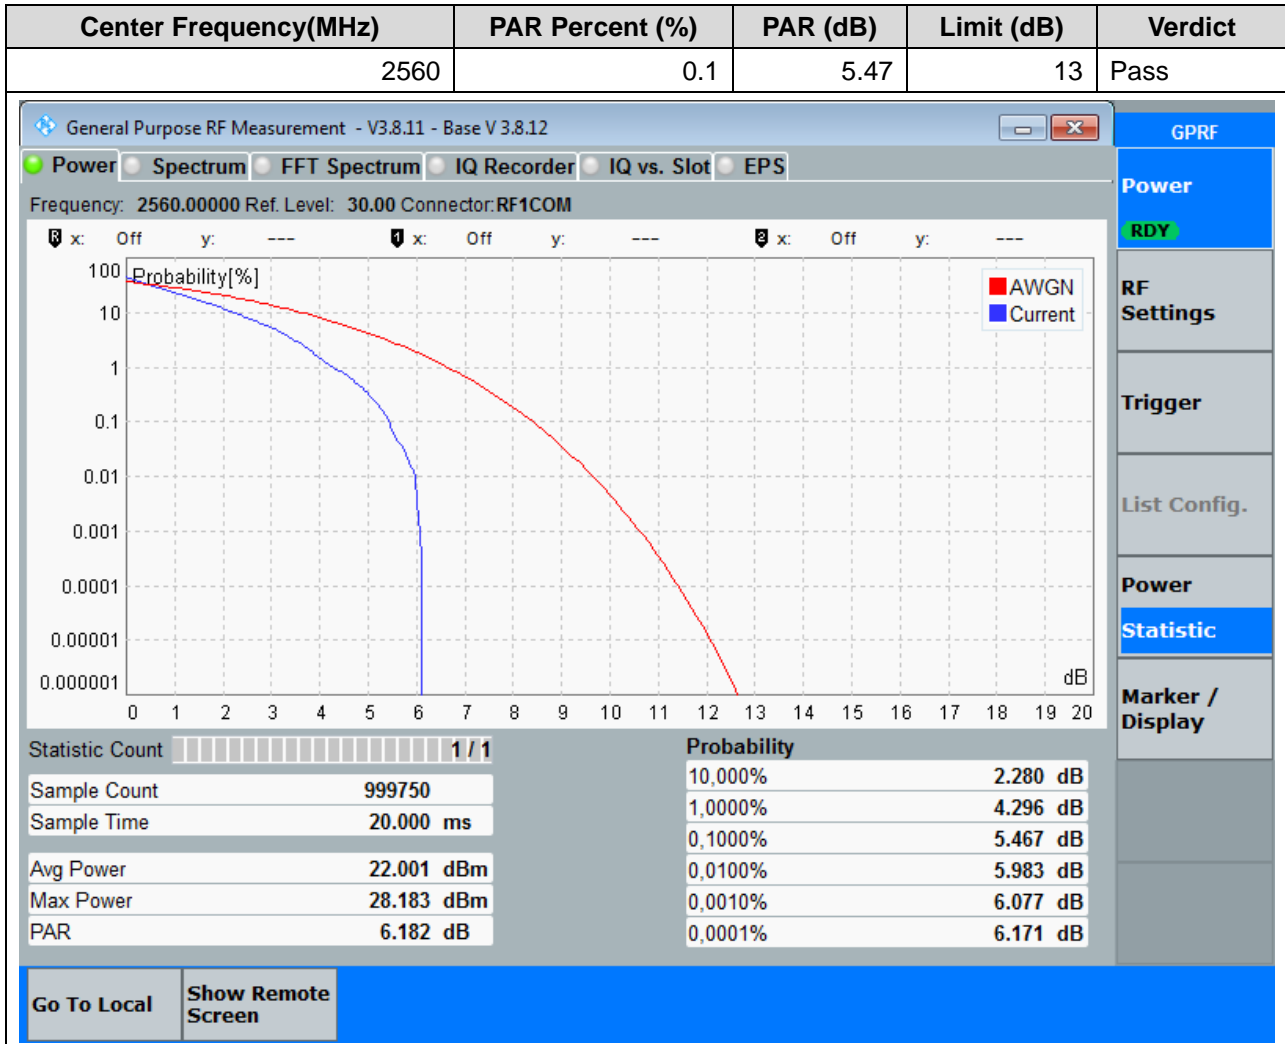 Center Frequency(MHz) PAR Percent (%) PAR (dB) Limit (dB) Verdict
2560 0.1 5.47 13 Pass
General Purpose RF Measurement - V3.8.11 - Base V 3.8.12
GPRF
Power Spectrum FFT Spectrum IQ Recorder IQ vs. Slot EPS
Frequency: 2560.00000 Ref. Level: 30.00 Connector: RF1COM
R x: Off y: --- 1 x: Off y: --- 2 x: Off y: ---
Power
RDY
RF
Settings
Trigger
List Config.
Power
Statistic
Marker /
Display
Probability[%]
AWGN
Current
100
10
1
0.1
0.01
0.001
0.0001
0.00001
0.000001
dB
0 1 2 3 4 5 6 7 8 9 10 11 12 13 14 15 16 17 18 19 20
Statistic Count 1 / 1
Sample Count 999750
Sample Time 20.000 ms
Avg Power 22.001 dBm
Max Power 28.183 dBm
PAR 6.182 dB
Probability
10,000% 2.280 dB
1,0000% 4.296 dB
0,1000% 5.467 dB
0,0100% 5.983 dB
0,0010% 6.077 dB
0,0001% 6.171 dB
Go To Local
Show Remote
Screen